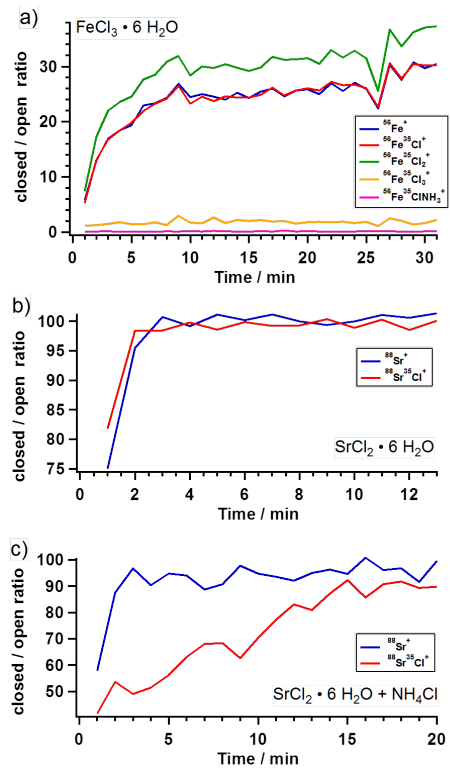 a)
FeCl₃ • 6 H₂O
closed / open ratio
30
20
10
0
⁵⁶Fe⁺
⁵⁶Fe³⁵Cl⁺
⁵⁶Fe³⁵Cl₂⁺
⁵⁶Fe³⁵Cl₃⁺
⁵⁶Fe³⁵ClNH₃⁺
0 5 10 15 20 25 30
Time / min
b)
closed / open ratio
100
95
90
85
80
75
⁸⁸Sr⁺
⁸⁸Sr³⁵Cl⁺
SrCl₂ • 6 H₂O
0 2 4 6 8 10 12
Time / min
c)
closed / open ratio
100
90
80
70
60
50
⁸⁸Sr⁺
⁸⁸Sr³⁵Cl⁺
SrCl₂ • 6 H₂O + NH₄Cl
0 5 10 15 20
Time / min